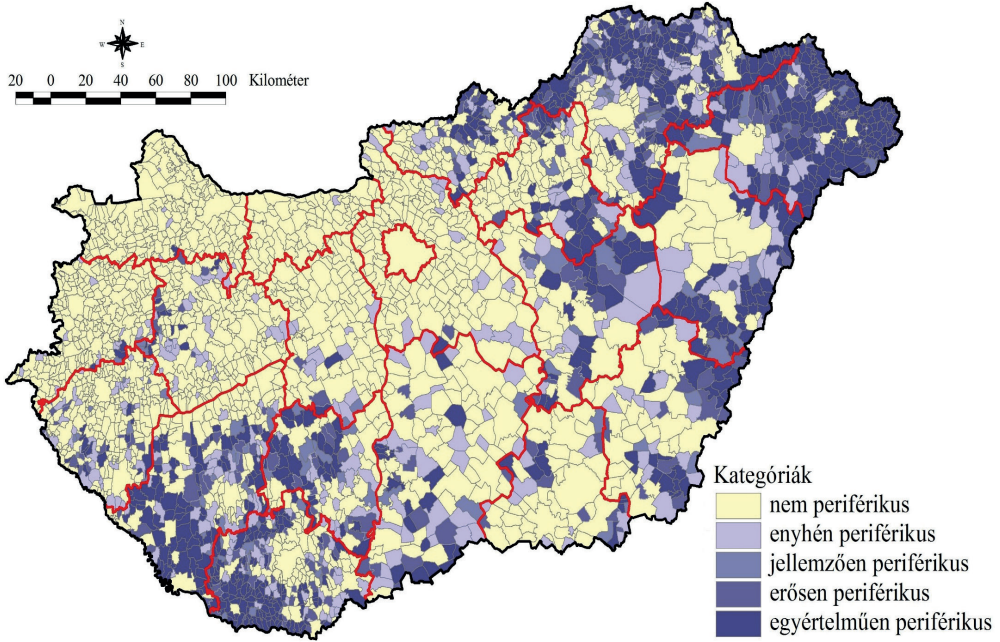 N
W E
S
20 0 20 40 60 80 100 Kilométer
Kategóriák
nem periférikus
enyhén periférikus
jellemzően periférikus
erősen periférikus
egyértelműen periférikus